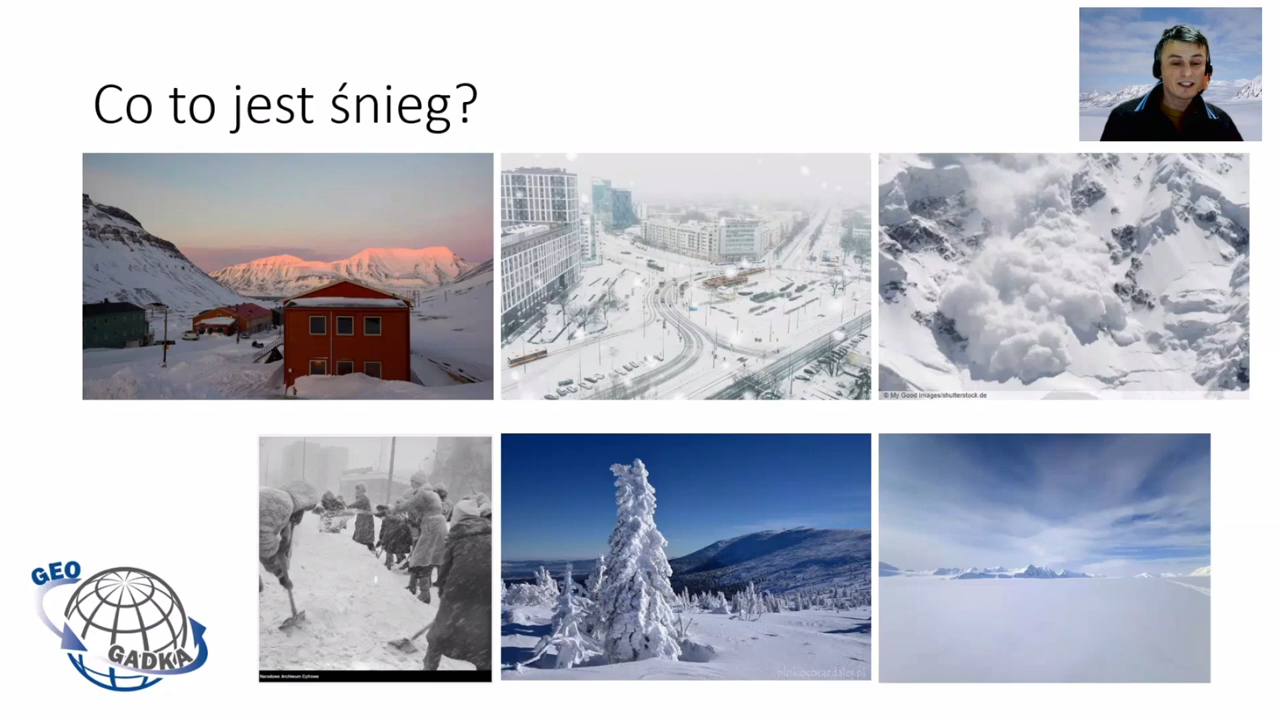 Co to jest śnieg?
© My Good Images/shutterstock.de
GEO
GADKA
Narodowe Archiwum Cyfrowe